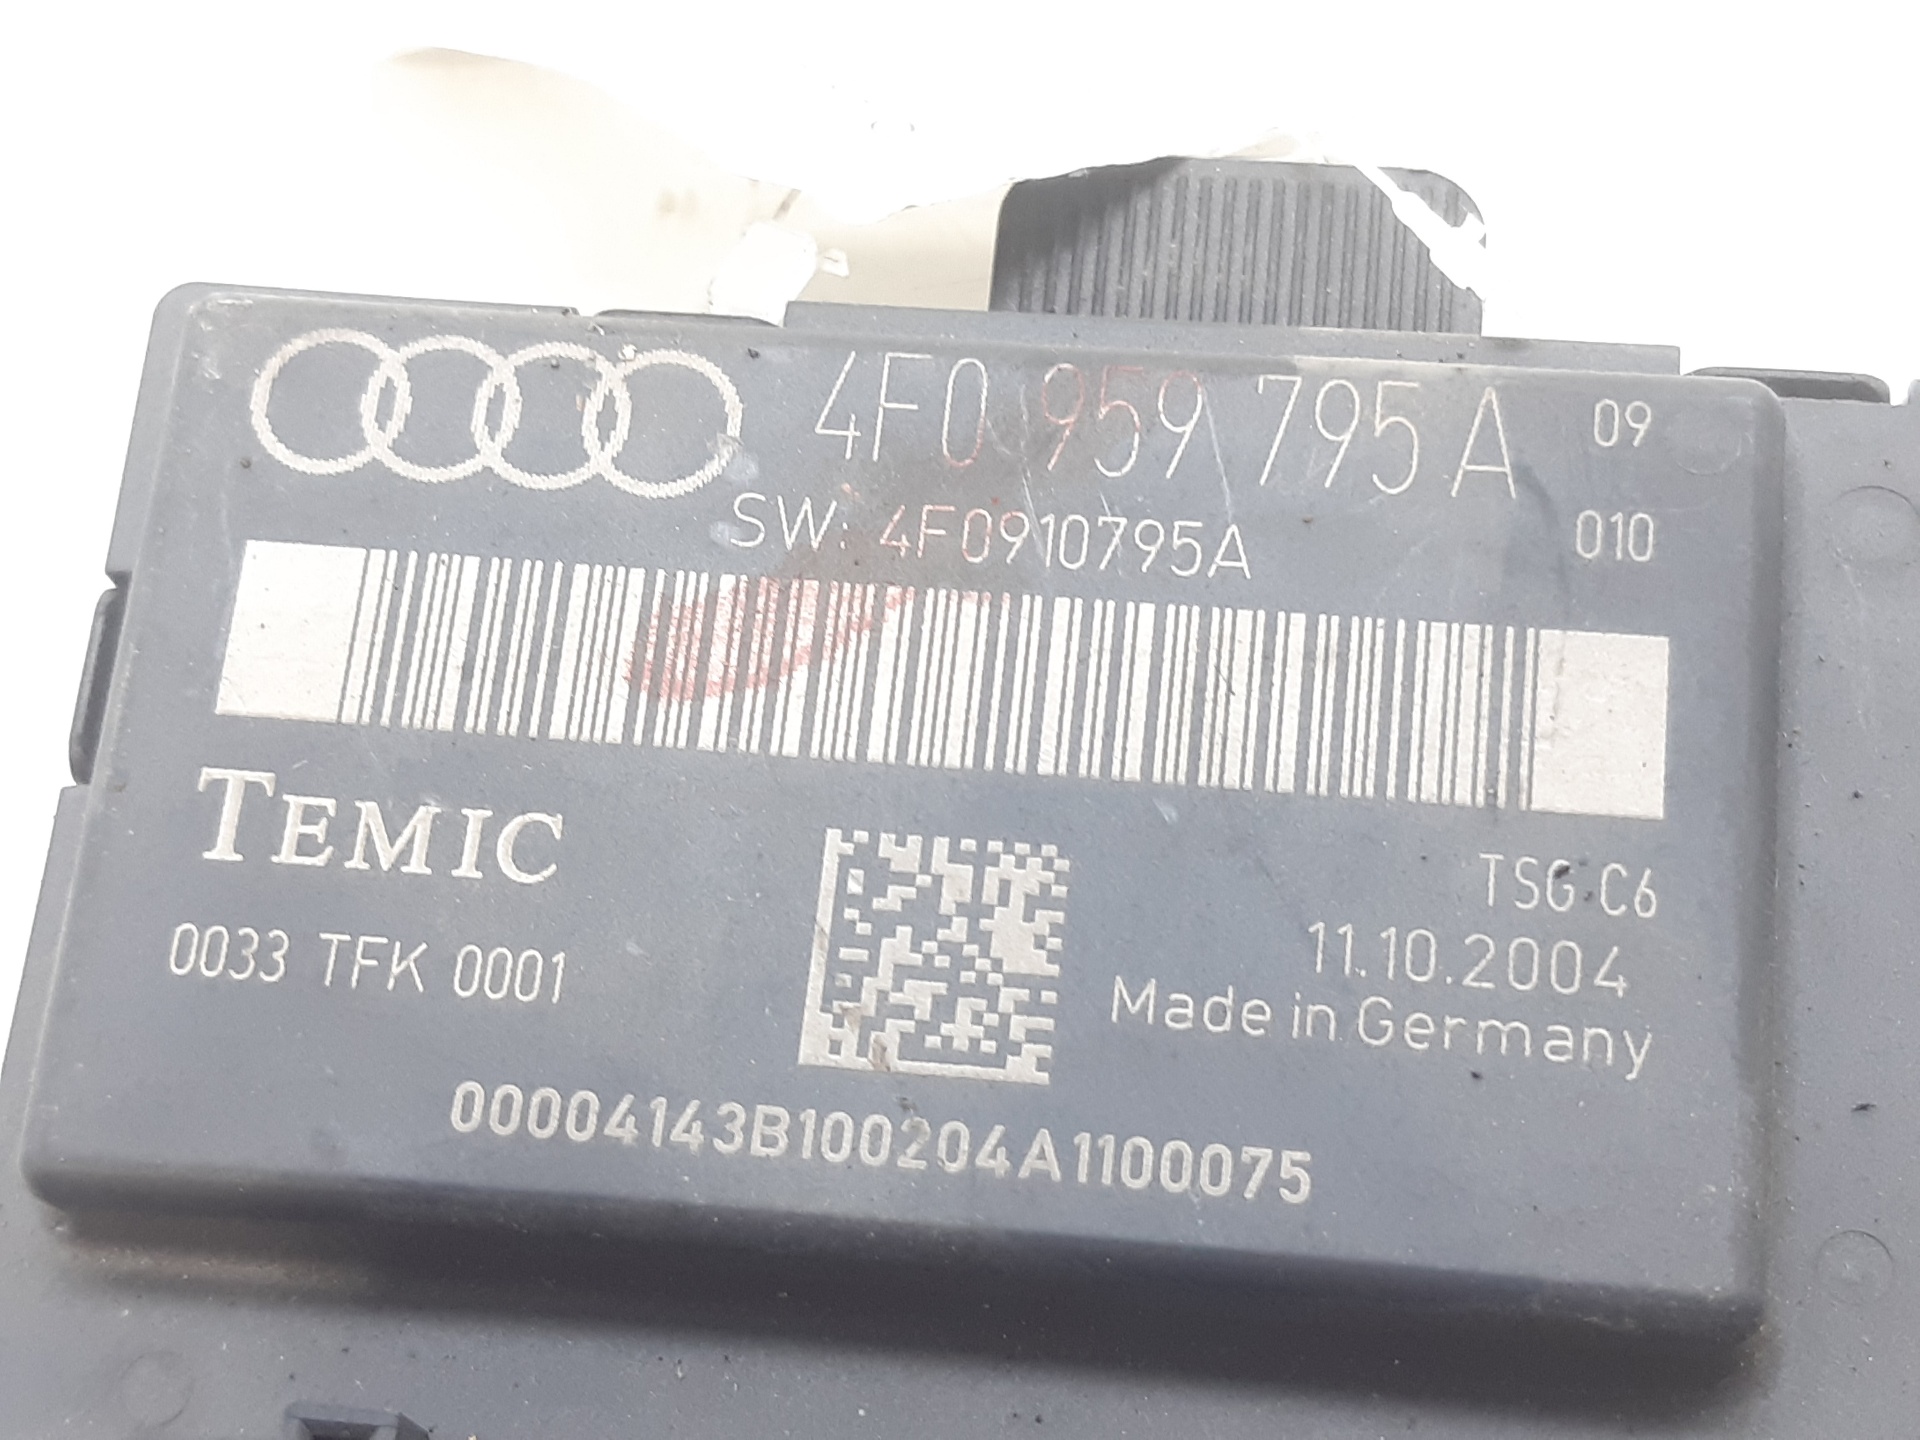 4F0 959 795 A 09
SW: 4F0910795A 010
TEMIC
TSG C6
0033 TFK 0001
11.10.2004
Made in Germany
00004143B100204A1100075